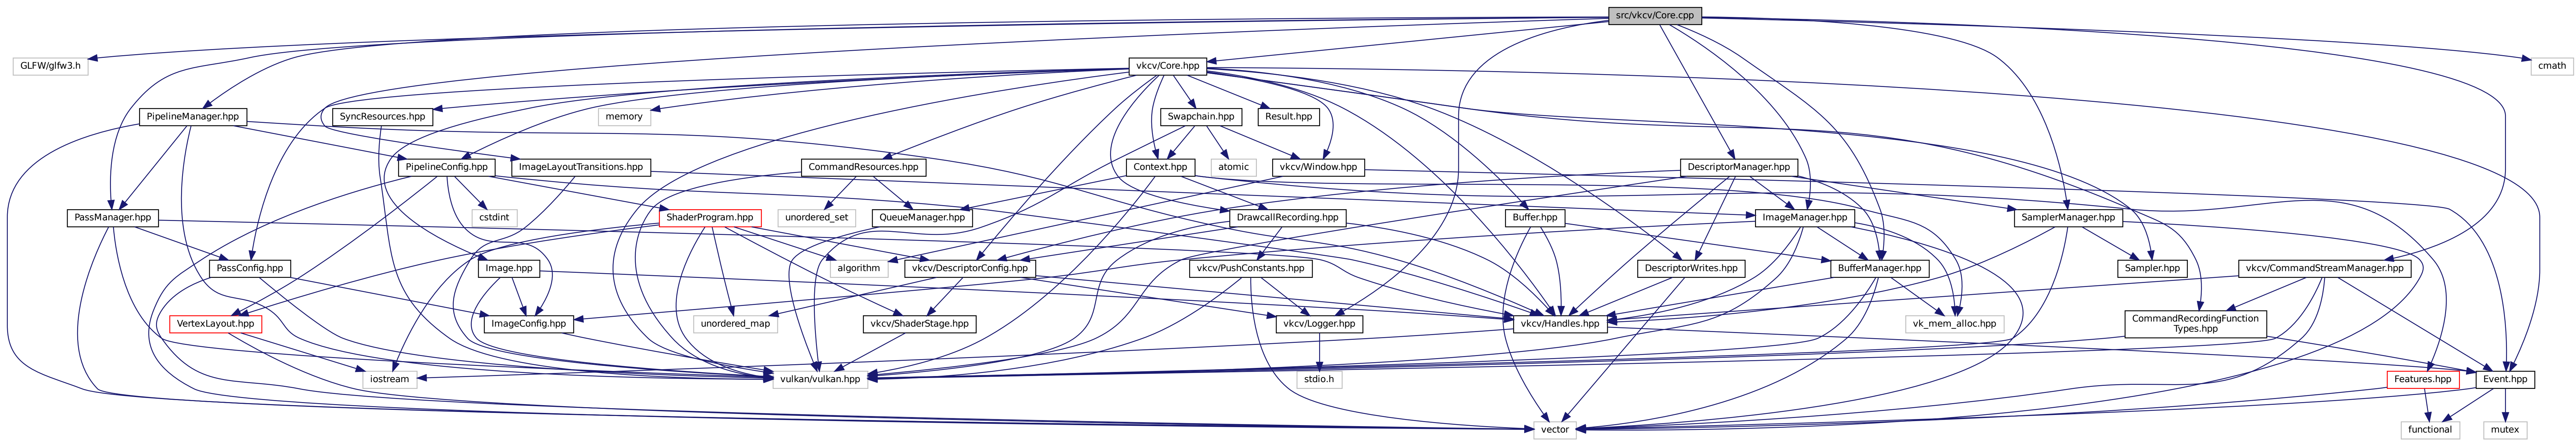 src/vkcv/Core.cpp
GLFW/glfw3.h
vkcv/Core.hpp
cmath
PipelineManager.hpp
SyncResources.hpp
memory
Swapchain.hpp
Result.hpp
PipelineConfig.hpp
ImageLayoutTransitions.hpp
CommandResources.hpp
Context.hpp
atomic
vkcv/Window.hpp
DescriptorManager.hpp
PassManager.hpp
cstdint
ShaderProgram.hpp
unordered_set
QueueManager.hpp
DrawcallRecording.hpp
Buffer.hpp
ImageManager.hpp
SamplerManager.hpp
PassConfig.hpp
Image.hpp
algorithm
vkcv/DescriptorConfig.hpp
vkcv/PushConstants.hpp
DescriptorWrites.hpp
BufferManager.hpp
Sampler.hpp
vkcv/CommandStreamManager.hpp
VertexLayout.hpp
ImageConfig.hpp
unordered_map
vkcv/ShaderStage.hpp
vkcv/Logger.hpp
vkcv/Handles.hpp
vk_mem_alloc.hpp
CommandRecordingFunction
Types.hpp
iostream
vulkan/vulkan.hpp
stdio.h
Features.hpp
Event.hpp
vector
functional
mutex